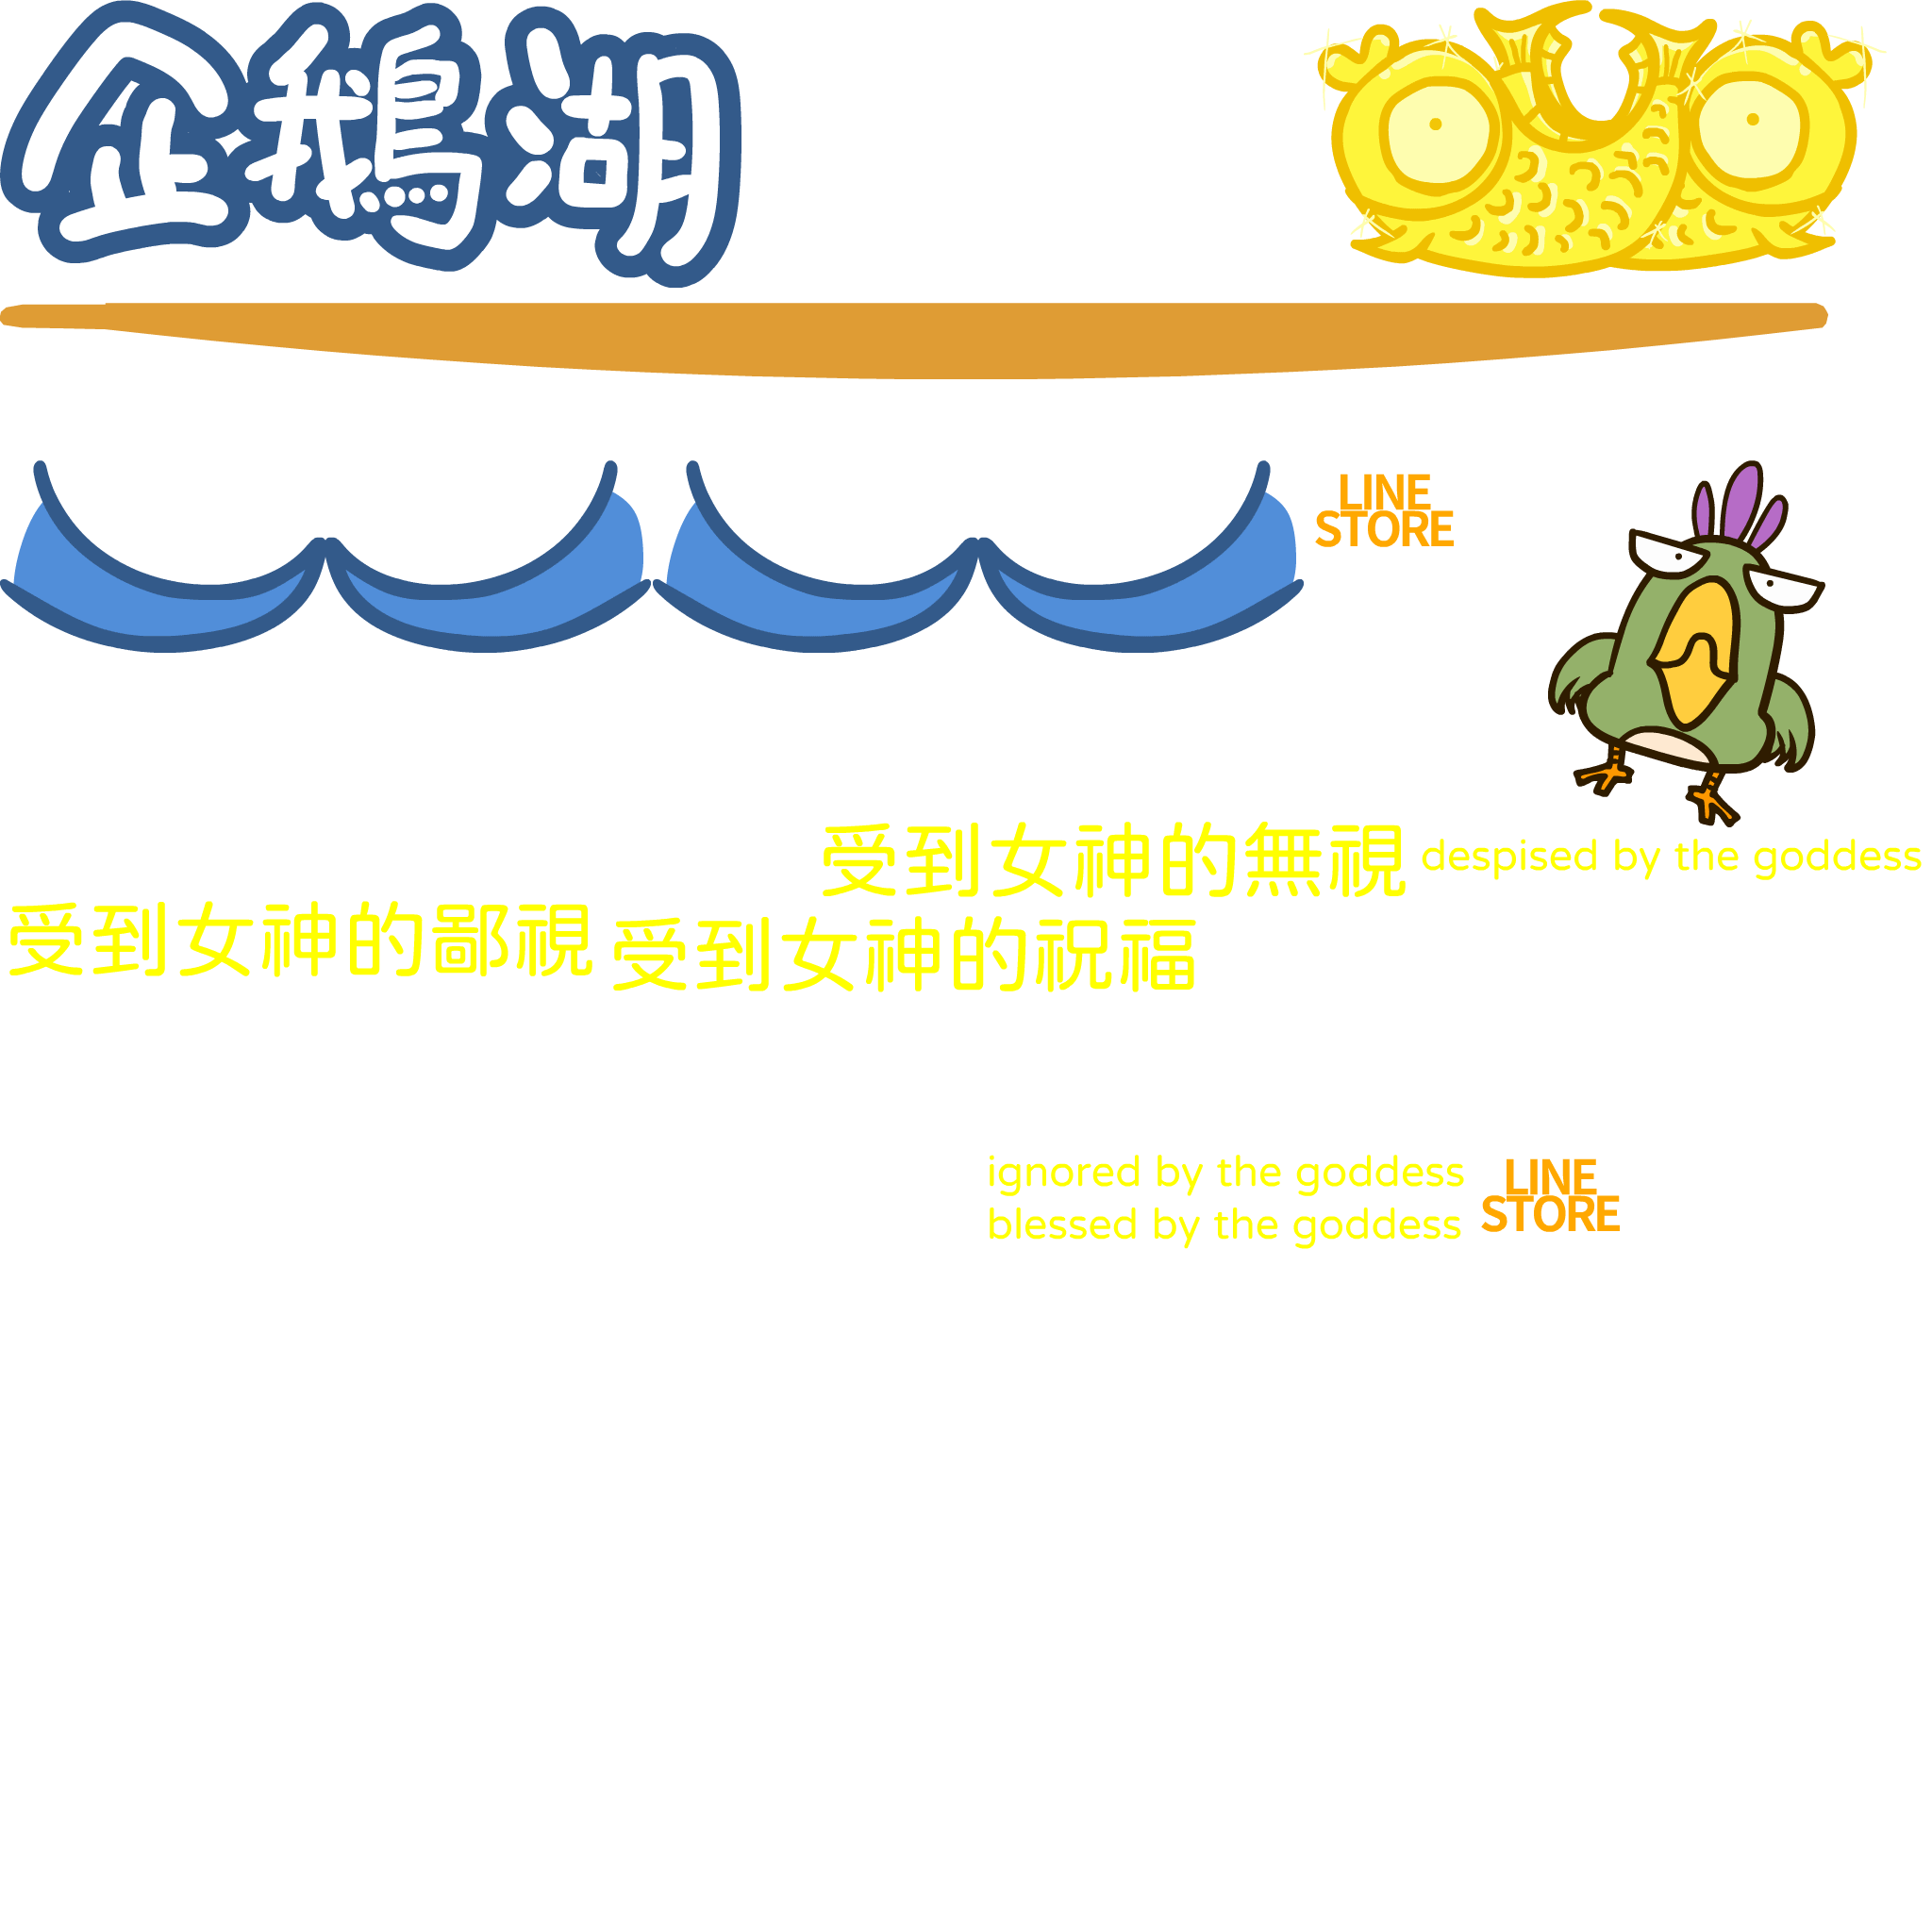 金鵝湖
LINE
STORE
受到女神的無視
despised by the goddess
受到女神的鄙視
受到女神的祝福
ignored by the goddess
blessed by the goddess
LINE
STORE